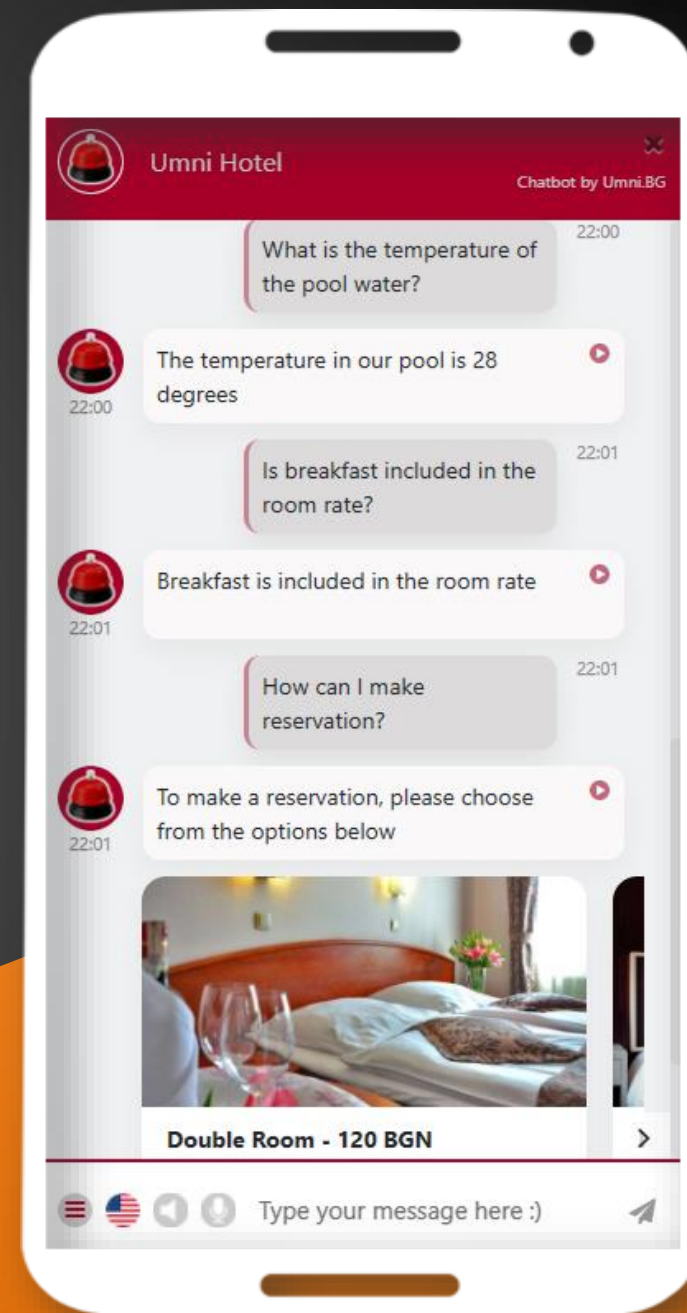 Umni Hotel
Chatbot by Umni.BG
22:00
What is the temperature of
the pool water?
The temperature in our pool is 28
degrees
22:00
22:01
Is breakfast included in the
room rate?
Breakfast is included in the room rate
22:01
22:01
How can I make
reservation?
To make a reservation, please choose
from the options below
22:01
Double Room - 120 BGN
Type your message here :)